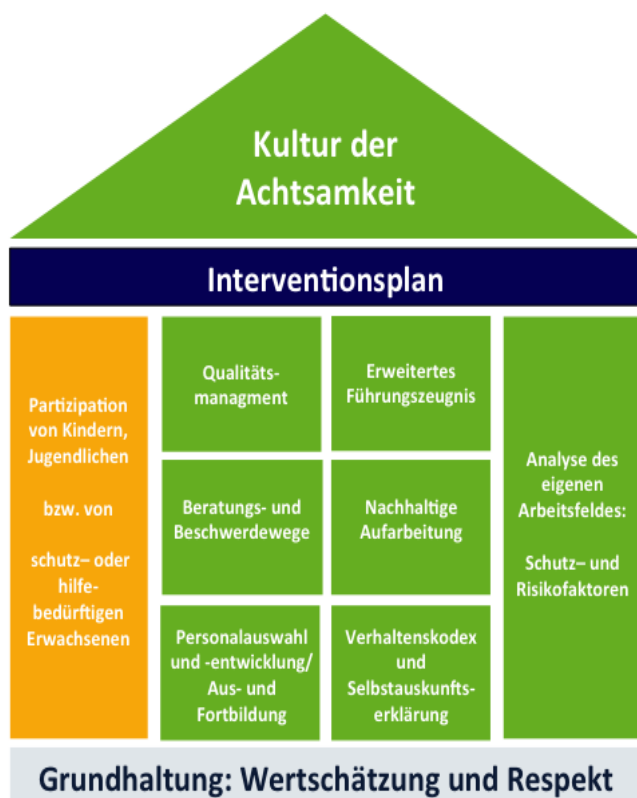 Kultur der
Achtsamkeit
Interventionsplan
Partizipation
von Kindern,
Jugendlichen
bzw. von
schutz– oder
hilfe-
bedürftigen
Erwachsenen
Qualitäts-
managment
Erweitertes
Führungszeugnis
Beratungs- und
Beschwerdewege
Nachhaltige
Aufarbeitung
Personalauswahl
und -entwicklung/
Aus- und
Fortbildung
Verhaltenskodex
und
Selbstauskunfts-
erklärung
Analyse des
eigenen
Arbeitsfeldes:
Schutz– und
Risikofaktoren
Grundhaltung: Wertschätzung und Respekt